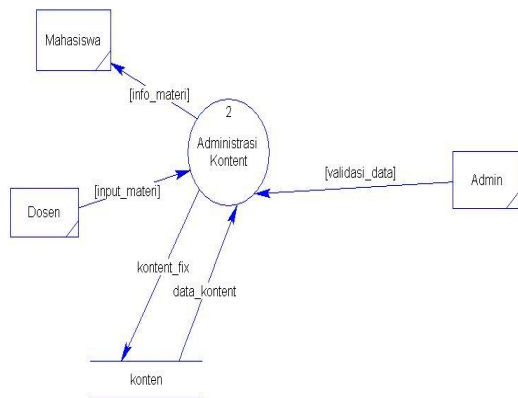 Mahasiswa
[info_materi]
2
Administrasi
Kontent
[validasi_data]
Admin
Dosen
[input_materi]
kontent_fix
data_kontent
konten